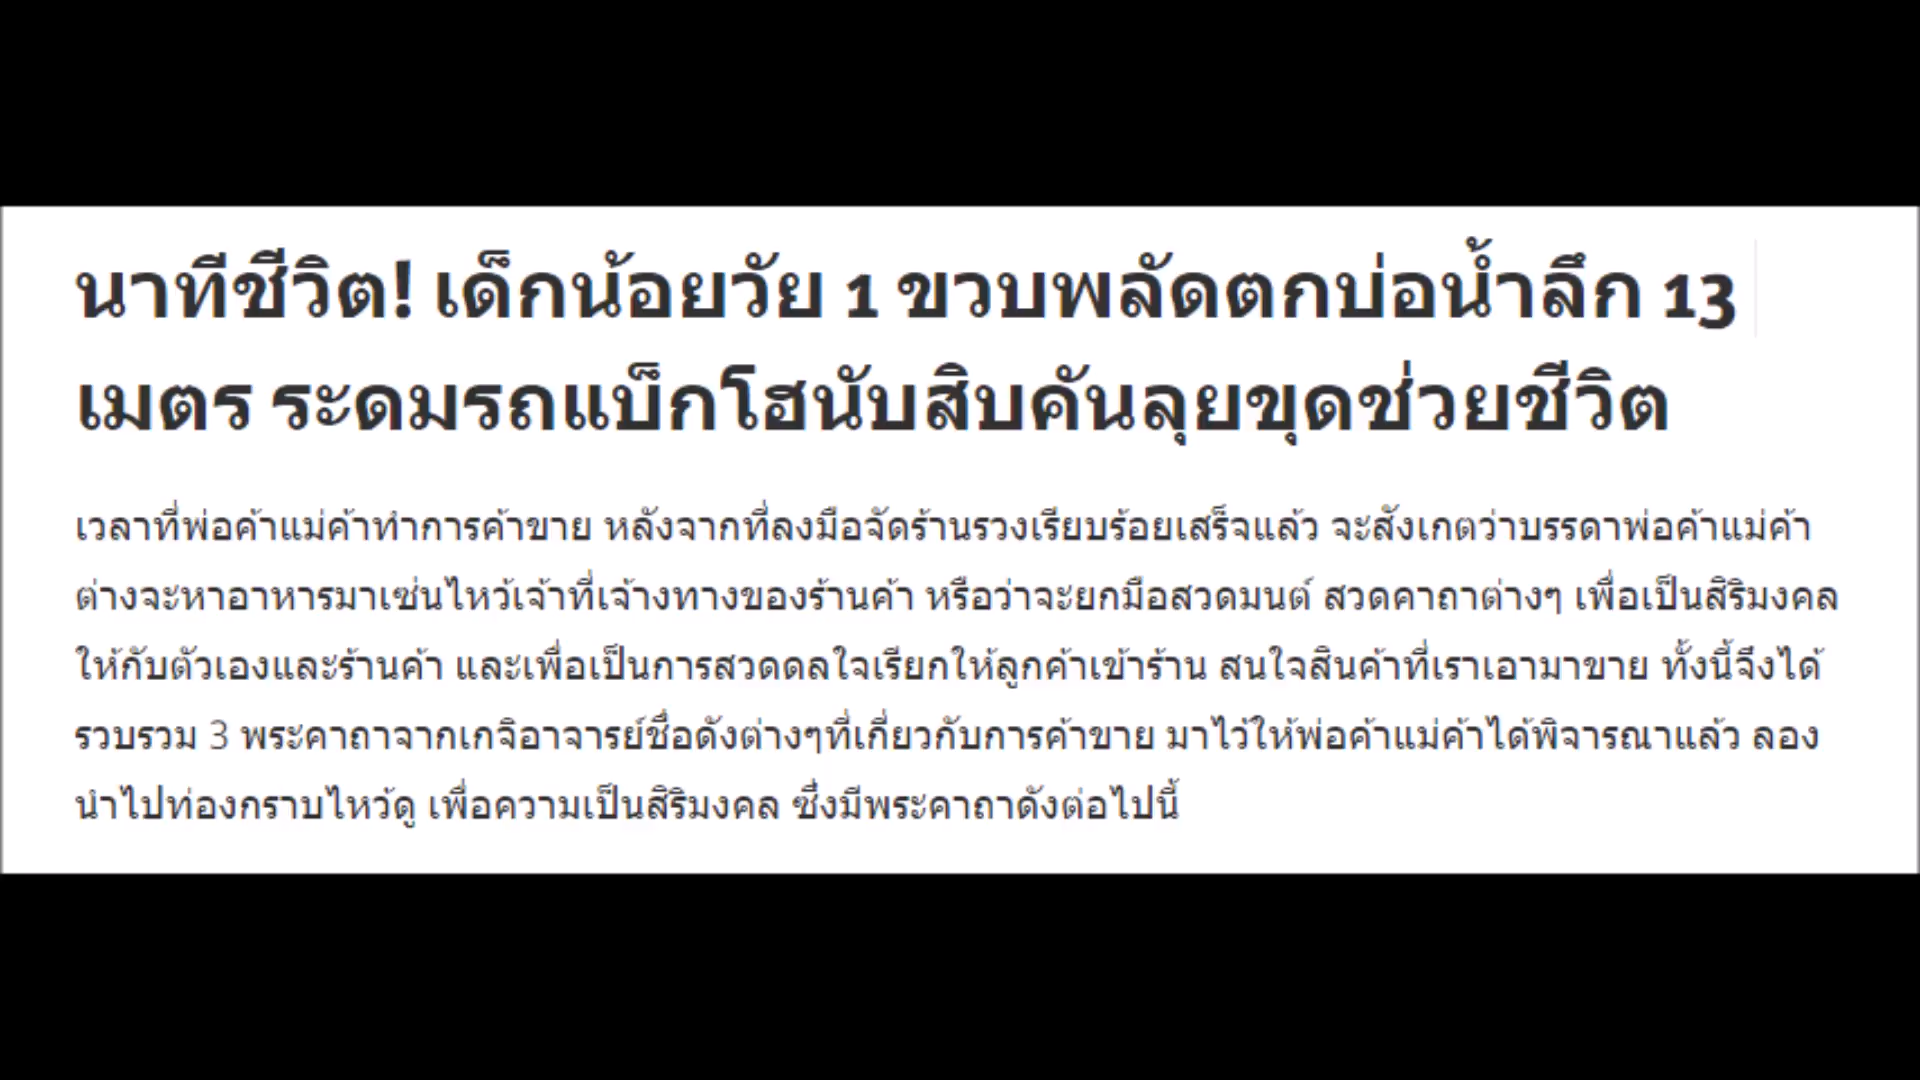 นาทีชีวิต! เด็กน้อยวัย 1 ขวบพลัดตกบ่อน้ำลึก 13
เมตร ระดมรถแบ็กโฮนับสิบคันลุยขุดช่วยชีวิต
เวลาที่พ่อค้าแม่ค้าทำการค้าขาย หลังจากที่ลงมือจัดร้านรวงเรียบร้อยเสร็จแล้ว จะสังเกตว่าบรรดาพ่อค้าแม่ค้า
ต่างจะหาอาหารมาเซ่นไหว้เจ้าที่เจ้างทางของร้านค้า หรือว่าจะยกมือสวดมนต์ สวดคาถาต่างๆ เพื่อเป็นสิริมงคล
ให้กับตัวเองและร้านค้า และเพื่อเป็นการสวดดลใจเรียกให้ลูกค้าเข้าร้าน สนใจสินค้าที่เราเอามาขาย ทั้งนี้จึงได้
รวบรวม 3 พระคาถาจากเกจิอาจารย์ชื่อดังต่างๆที่เกี่ยวกับการค้าขาย มาไว้ให้พ่อค้าแม่ค้าได้พิจารณาแล้ว ลอง
นำไปท่องกราบไหว้ดู เพื่อความเป็นสิริมงคล ซึ่งมีพระคาถาดังต่อไปนี้